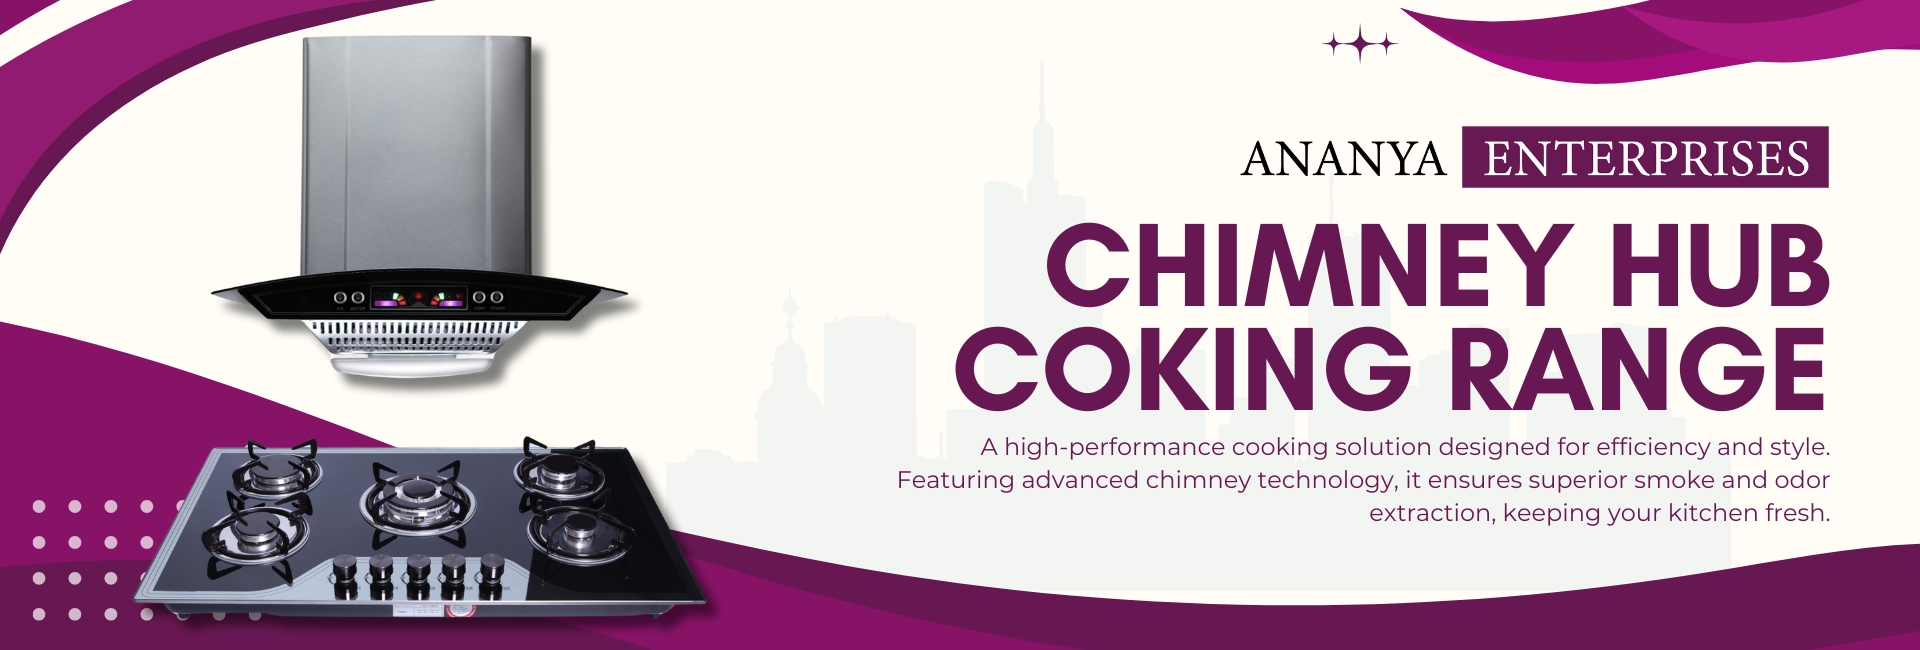 ANANYA ENTERPRISES
CHIMNEY HUB
COKING RANGE
A high-performance cooking solution designed for efficiency and style.
Featuring advanced chimney technology, it ensures superior smoke and odor
extraction, keeping your kitchen fresh.